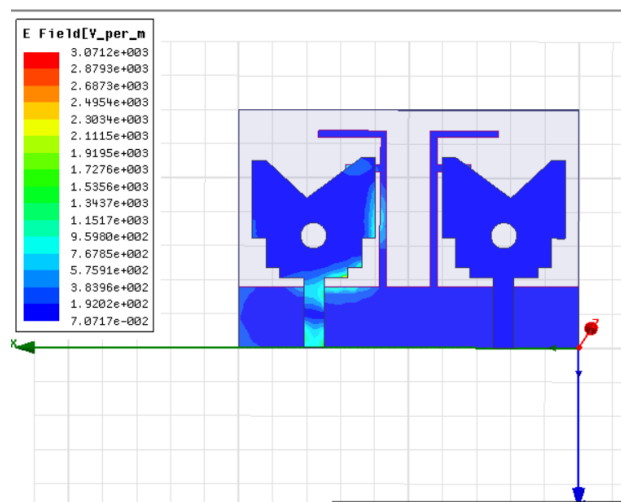 E Field[V_per_m
3.0712e+003
2.8793e+003
2.6873e+003
2.4954e+003
2.3034e+003
2.1115e+003
1.9195e+003
1.7276e+003
1.5356e+003
1.3437e+003
1.1517e+003
9.5980e+002
7.6785e+002
5.7591e+002
3.8396e+002
1.9202e+002
7.0717e-002
X
Z